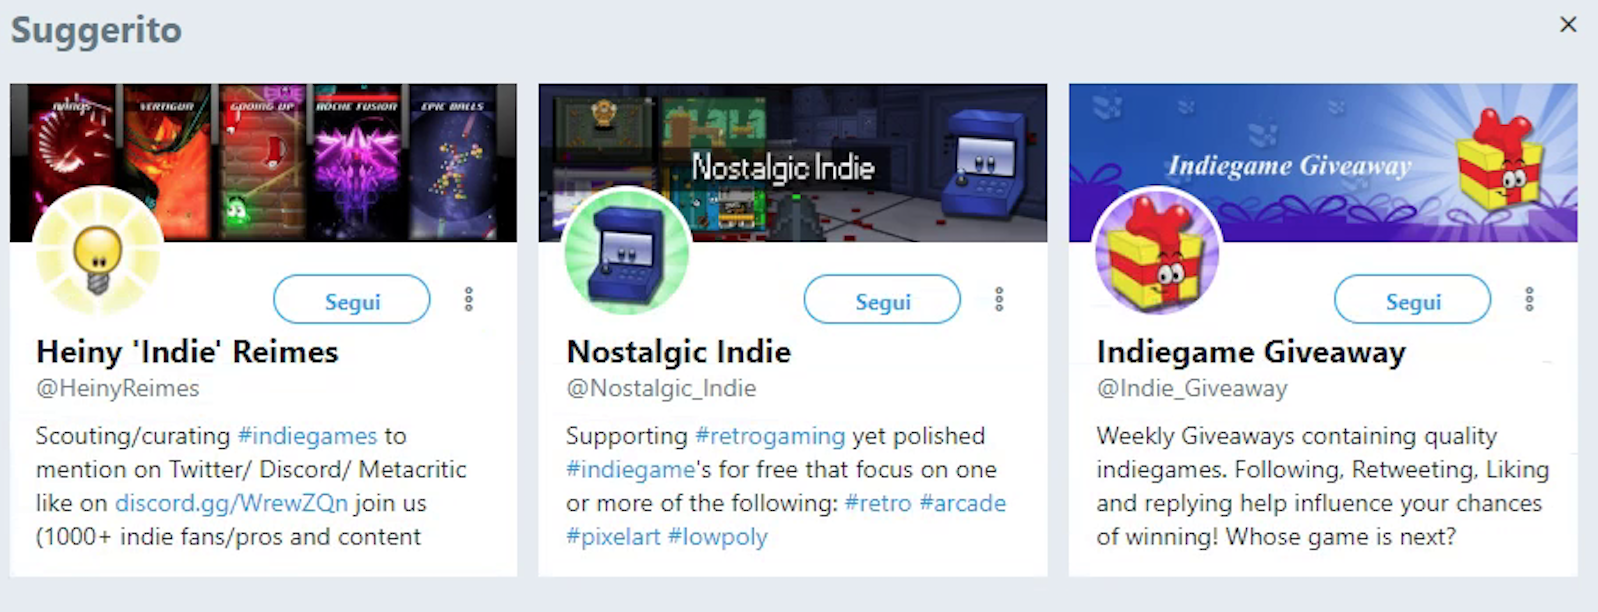 Suggerito
NANOS
VERTIGUN
GOOING UP
ROCHE FUSION
EPIC BALLS
Nostalgic Indie
Indiegame Giveaway
Segui
Heiny 'Indie' Reimes
@HeinyReimes
Scouting/curating #indiegames to
mention on Twitter/ Discord/ Metacritic
like on discord.gg/WrewZQn join us
(1000+ indie fans/pros and content
Segui
Nostalgic Indie
@Nostalgic_Indie
Supporting #retrogaming yet polished
#indiegame's for free that focus on one
or more of the following: #retro #arcade
#pixelart #lowpoly
Segui
Indiegame Giveaway
@Indie_Giveaway
Weekly Giveaways containing quality
indiegames. Following, Retweeting, Liking
and replying help influence your chances
of winning! Whose game is next?